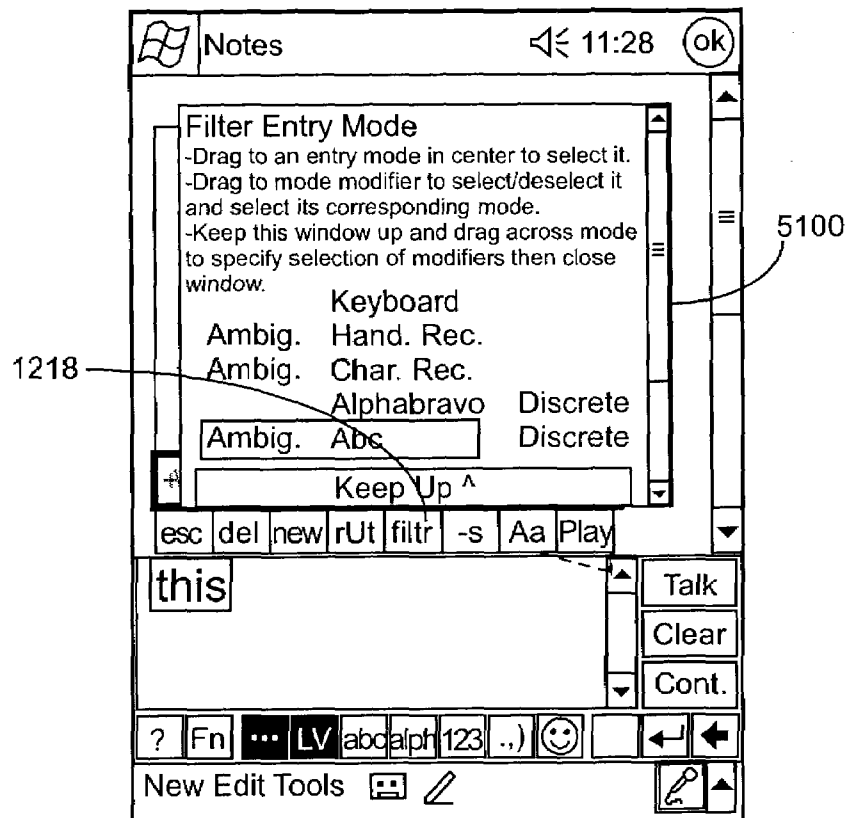 Notes 11:28 ok
Filter Entry Mode
-Drag to an entry mode in center to select it.
-Drag to mode modifier to select/deselect it
and select its corresponding mode.
-Keep this window up and drag across mode
to specify selection of modifiers then close
window.
5100
Keyboard
Ambig. Hand. Rec.
1218
Ambig. Char. Rec.
Alphabravo Discrete
Ambig. Abc Discrete
Keep Up ^
esc del new rUt filtr -s Aa Play
this
Talk
Clear
Cont.
? Fn ... LV abc alph 123 .,)
New Edit Tools